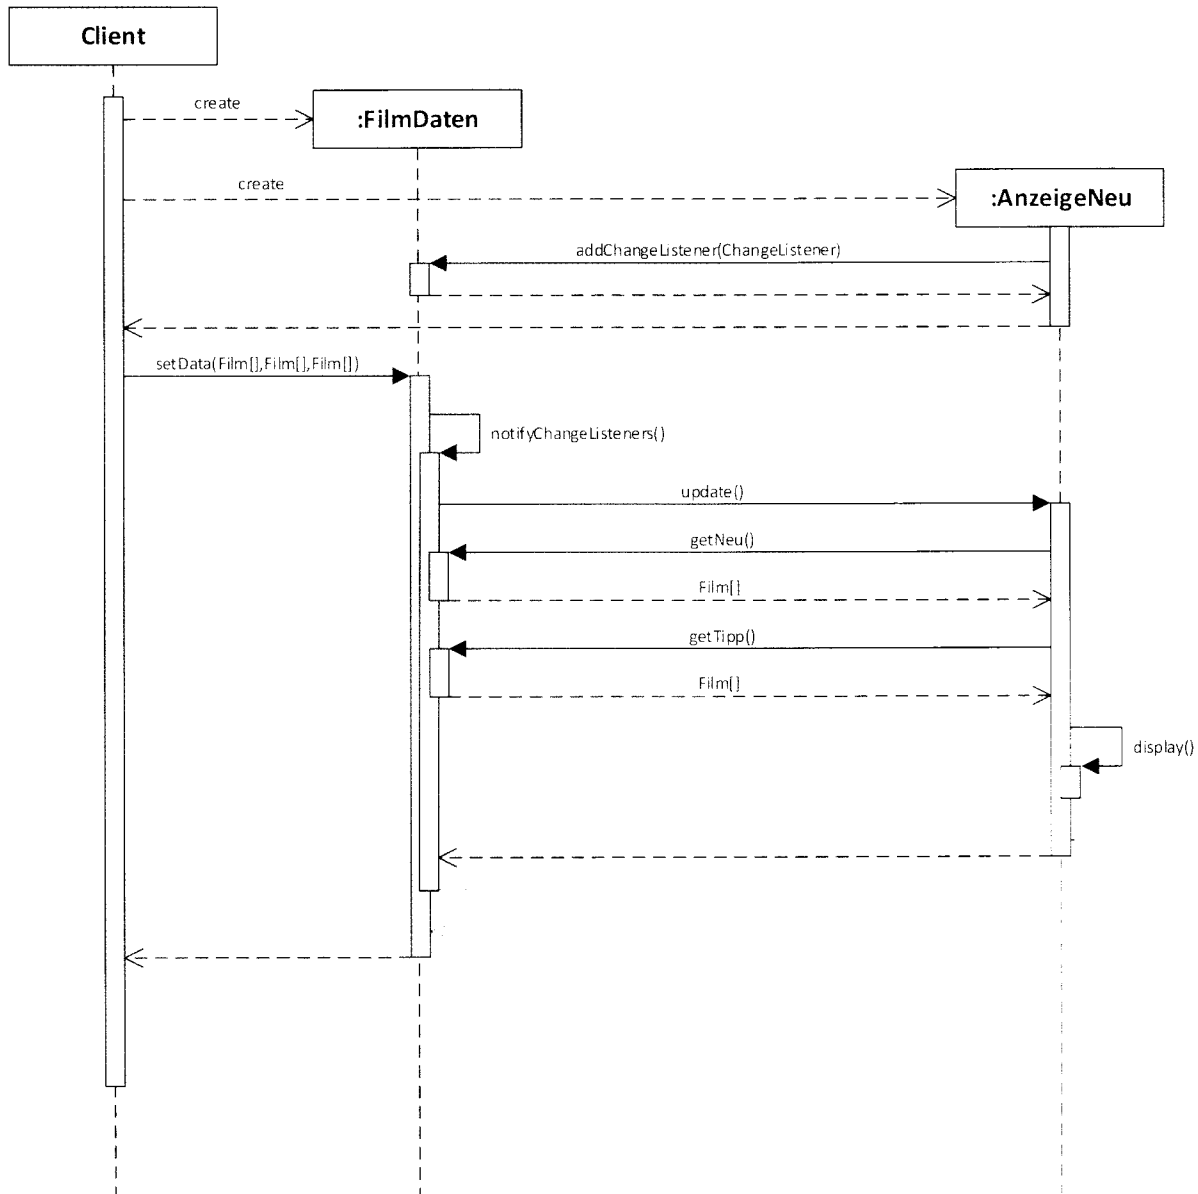 Client
create
:FilmDaten
create
:AnzeigeNeu
addChangeListener(ChangeListener)
setData(Film[],Film[],Film[])
notifyChangeListeners()
update()
getNeu()
Film[]
getTipp()
Film[]
display()